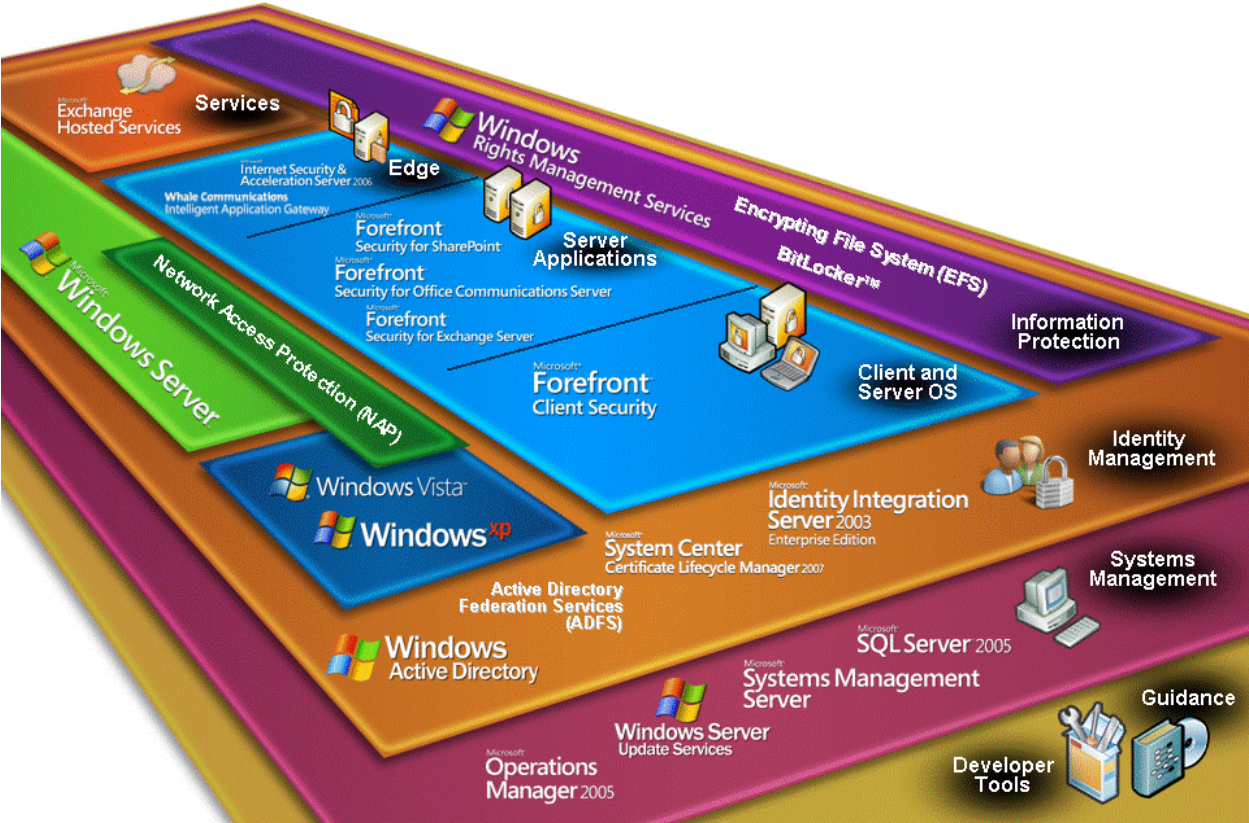 Microsoft
Exchange
Hosted Services
Services
Windows
Rights Management Services
Encrypting File System (EFS)
BitLocker™
Information
Protection
Microsoft
Internet Security &
Acceleration Server 2006
Edge
Whale Communications
Intelligent Application Gateway
Microsoft
Forefront
Security for SharePoint
Server
Applications
Microsoft
Forefront
Security for Office Communications Server
Microsoft
Forefront
Security for Exchange Server
Microsoft
Forefront
Client Security
Client and
Server OS
Microsoft
Windows Server
Network Access Protection (NAP)
Windows Vista
Windows xp
Identity
Management
Microsoft
Identity Integration
Server 2003
Enterprise Edition
Microsoft
System Center
Certificate Lifecycle Manager 2007
Active Directory
Federation Services
(ADFS)
Windows
Active Directory
Systems
Management
Microsoft
SQL Server 2005
Microsoft
Systems Management
Server
Windows Server
Update Services
Microsoft
Operations
Manager 2005
Guidance
Developer
Tools